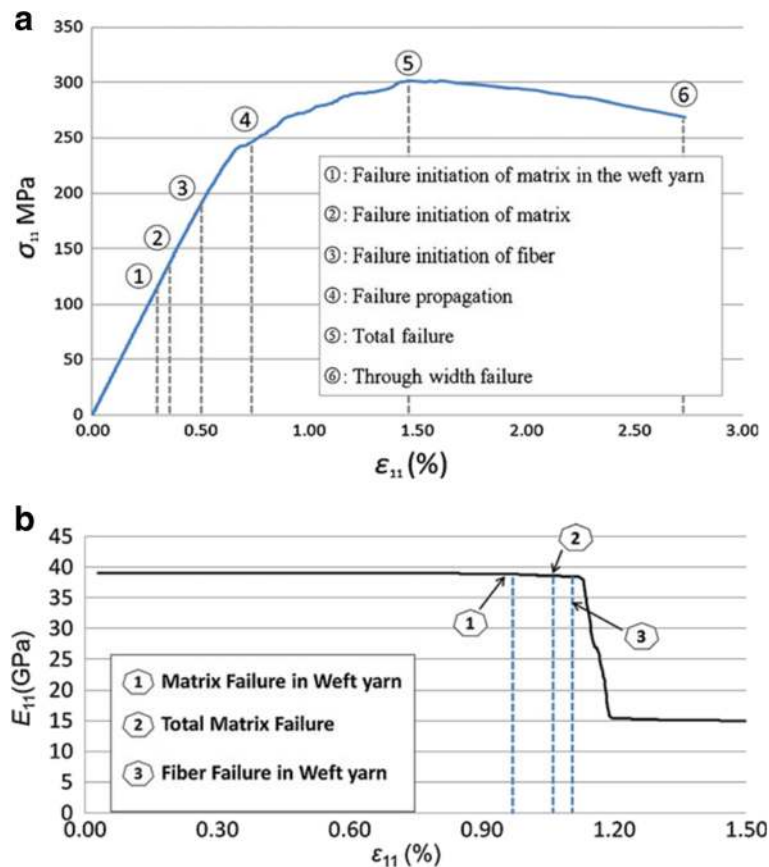 a
350
300
250
200
150
100
50
0
σ₁₁ MPa
①
②
③
④
⑤
⑥
①: Failure initiation of matrix in the weft yarn
②: Failure initiation of matrix
③: Failure initiation of fiber
④: Failure propagation
⑤: Total failure
⑥: Through width failure
0.00 0.50 1.00 1.50 2.00 2.50 3.00
ε₁₁ (%)
b
45
40
35
30
25
20
15
10
5
0
E₁₁(GPa)
2
1
3
1 Matrix Failure in Weft yarn
2 Total Matrix Failure
3 Fiber Failure in Weft yarn
0.00 0.30 0.60 0.90 1.20 1.50
ε₁₁ (%)